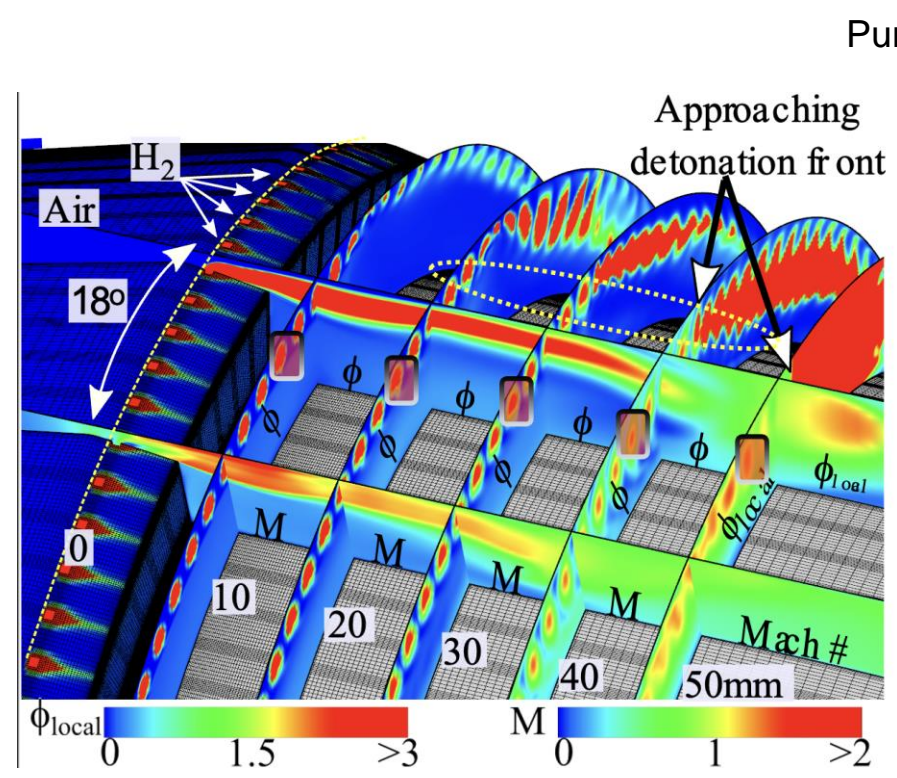 Pur
Approaching
detonation front
H2
Air
18º
ϕ
ϕ
ϕ
ϕ
ϕlocal
ϕ
ϕ
ϕ
ϕ
ϕlocal
0
M
M
M
M
Mach #
10
20
30
40
50mm
ϕlocal
0
1.5
>3
M
0
1
>2